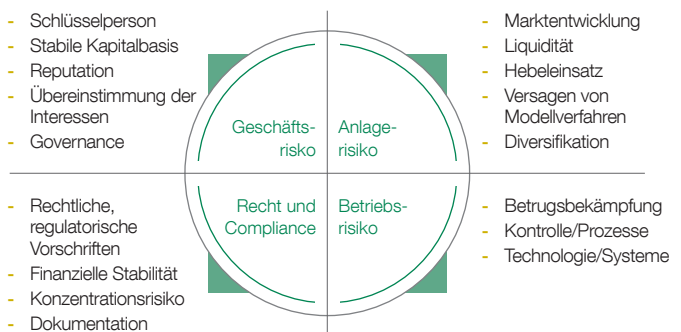 - Schlüsselperson
- Stabile Kapitalbasis
- Reputation
- Übereinstimmung der
Interessen
- Governance
Geschäfts-
risiko
Anlage-
risiko
- Marktentwicklung
- Liquidität
- Hebeleinsatz
- Versagen von
Modellverfahren
- Diversifikation
- Rechtliche,
regulatorische
Vorschriften
- Finanzielle Stabilität
- Konzentrationsrisiko
- Dokumentation
Recht und
Compliance
Betriebs-
risiko
- Betrugsbekämpfung
- Kontrolle/Prozesse
- Technologie/Systeme